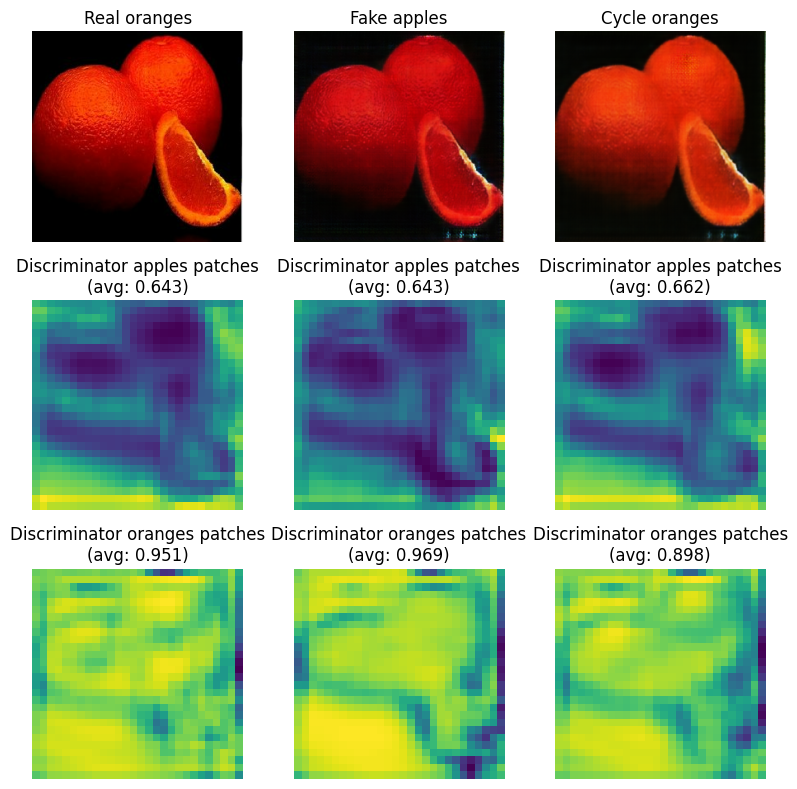 Real oranges
Fake apples
Cycle oranges
Discriminator apples patches
(avg: 0.643)
Discriminator apples patches
(avg: 0.643)
Discriminator apples patches
(avg: 0.662)
Discriminator oranges patches
(avg: 0.951)
Discriminator oranges patches
(avg: 0.969)
Discriminator oranges patches
(avg: 0.898)